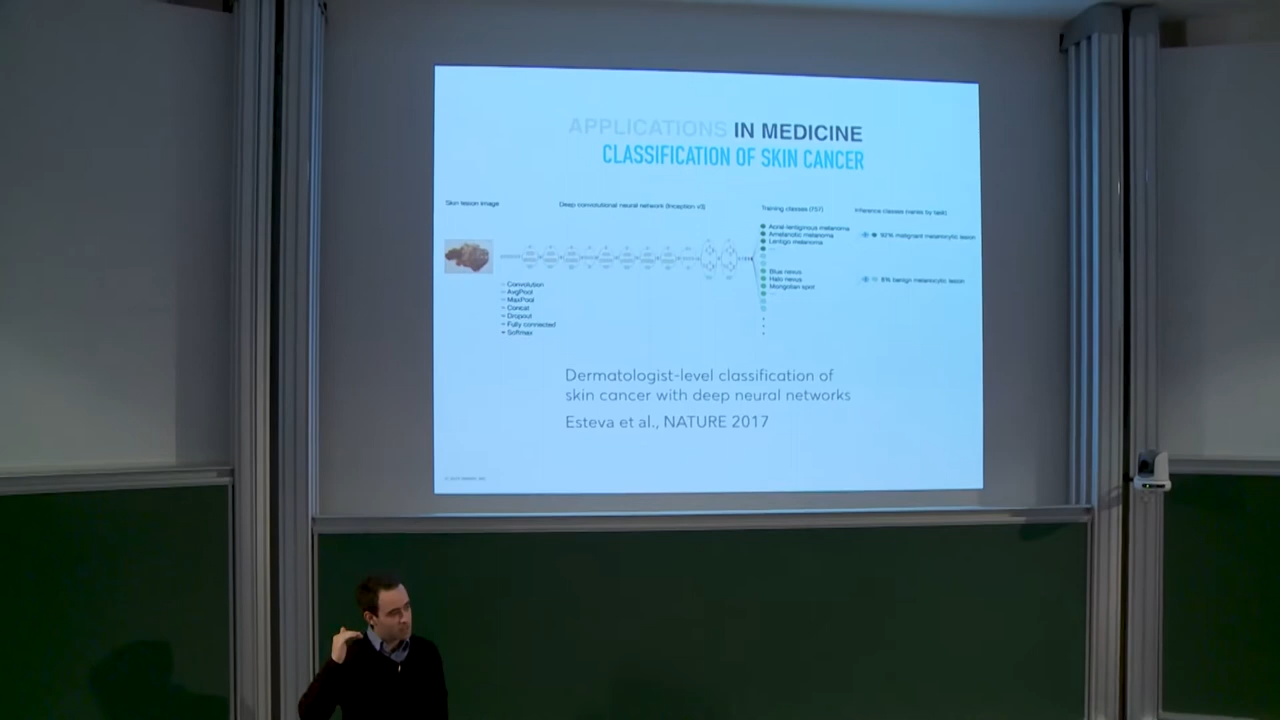 APPLICATIONS IN MEDICINE
CLASSIFICATION OF SKIN CANCER
Skin lesion image
Deep convolutional neural network (Inception v3)
Training classes (757)
Inference classes (varies by task)
Acral-lentiginous melanoma
Amelanotic melanoma
Lentigo melanoma
...
Blue nevus
Halo nevus
Mongolian spot
92% malignant melanocytic lesion
8% benign melanocytic lesion
Convolution
AvgPool
MaxPool
Concat
Dropout
Fully connected
Softmax
Dermatologist-level classification of
skin cancer with deep neural networks
Esteva et al., NATURE 2017